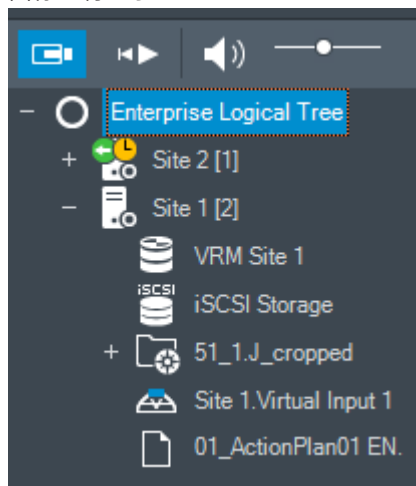 Enterprise Logical Tree
Site 2 [1]
Site 1 [2]
VRM Site 1
iSCSI
iSCSI Storage
51_1.J_cropped
Site 1.Virtual Input 1
01_ActionPlan01 EN.